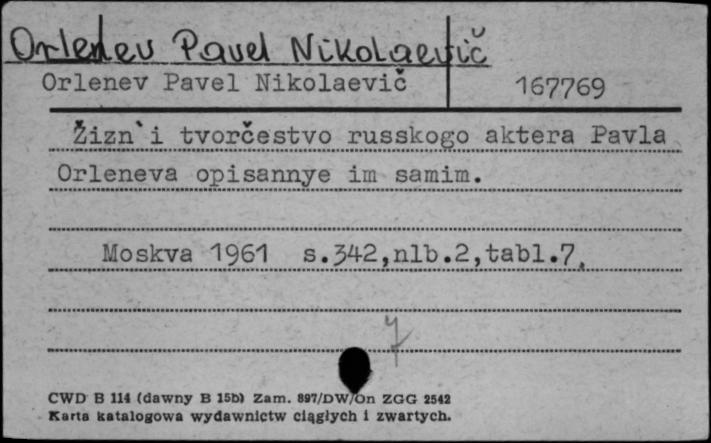 Orlenev Pavel Nikolaevič
Orlenev Pavel Nikolaevič 167769
Žizn`i tvorčestvo russkogo aktera Pavla
Orleneva opisannye im samim.
Moskva 1961 s.342,nlb.2,tabl.7.
7
CWD B 114 (dawny B 15b) Zam. 897/DW/On ZGG 2542
Karta katalogowa wydawnictw ciągłych i zwartych.